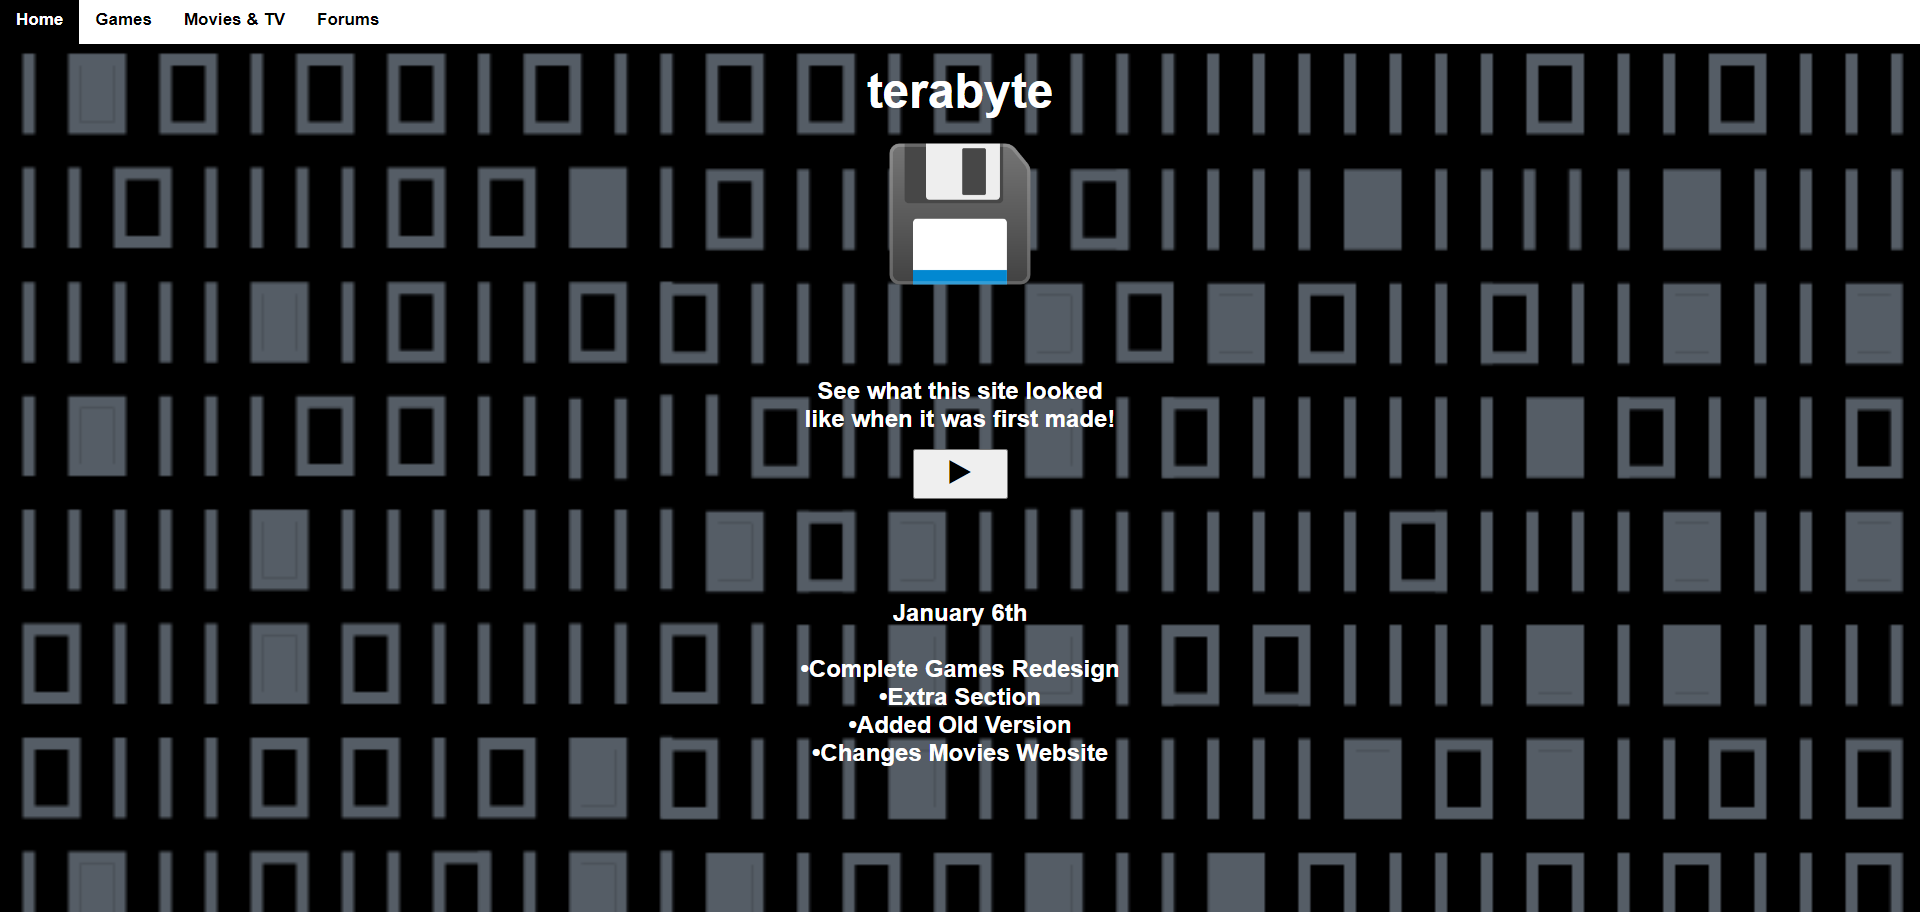 Home Games Movies & TV Forums
terabyte
See what this site looked
like when it was first made!
January 6th
•Complete Games Redesign
•Extra Section
•Added Old Version
•Changes Movies Website